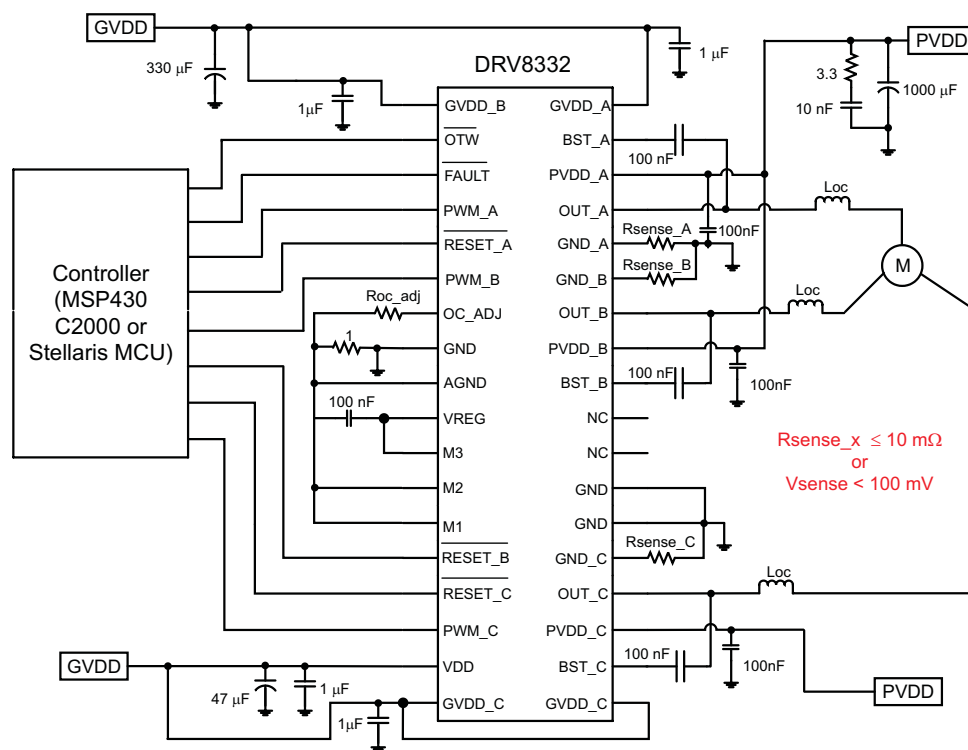 GVDD
PVDD
330 μF
1μF
1 μF
DRV8332
3.3
10 nF
1000 μF
GVDD_B
OTW
FAULT
PWM_A
RESET_A
PWM_B
OC_ADJ
GND
AGND
VREG
M3
M2
M1
RESET_B
RESET_C
PWM_C
VDD
GVDD_C
GVDD_A
BST_A
PVDD_A
OUT_A
GND_A
GND_B
OUT_B
PVDD_B
BST_B
NC
NC
GND
GND
GND_C
OUT_C
PVDD_C
BST_C
GVDD_C
Controller
(MSP430
C2000 or
Stellaris MCU)
Roc_adj
1
100 nF
100 nF
Rsense_A
100nF
Rsense_B
Loc
M
Loc
100 nF
100nF
Rsense_x ≤ 10 mΩ
or
Vsense < 100 mV
Rsense_C
Loc
100 nF
100nF
PVDD
GVDD
47 μF
1 μF
1μF